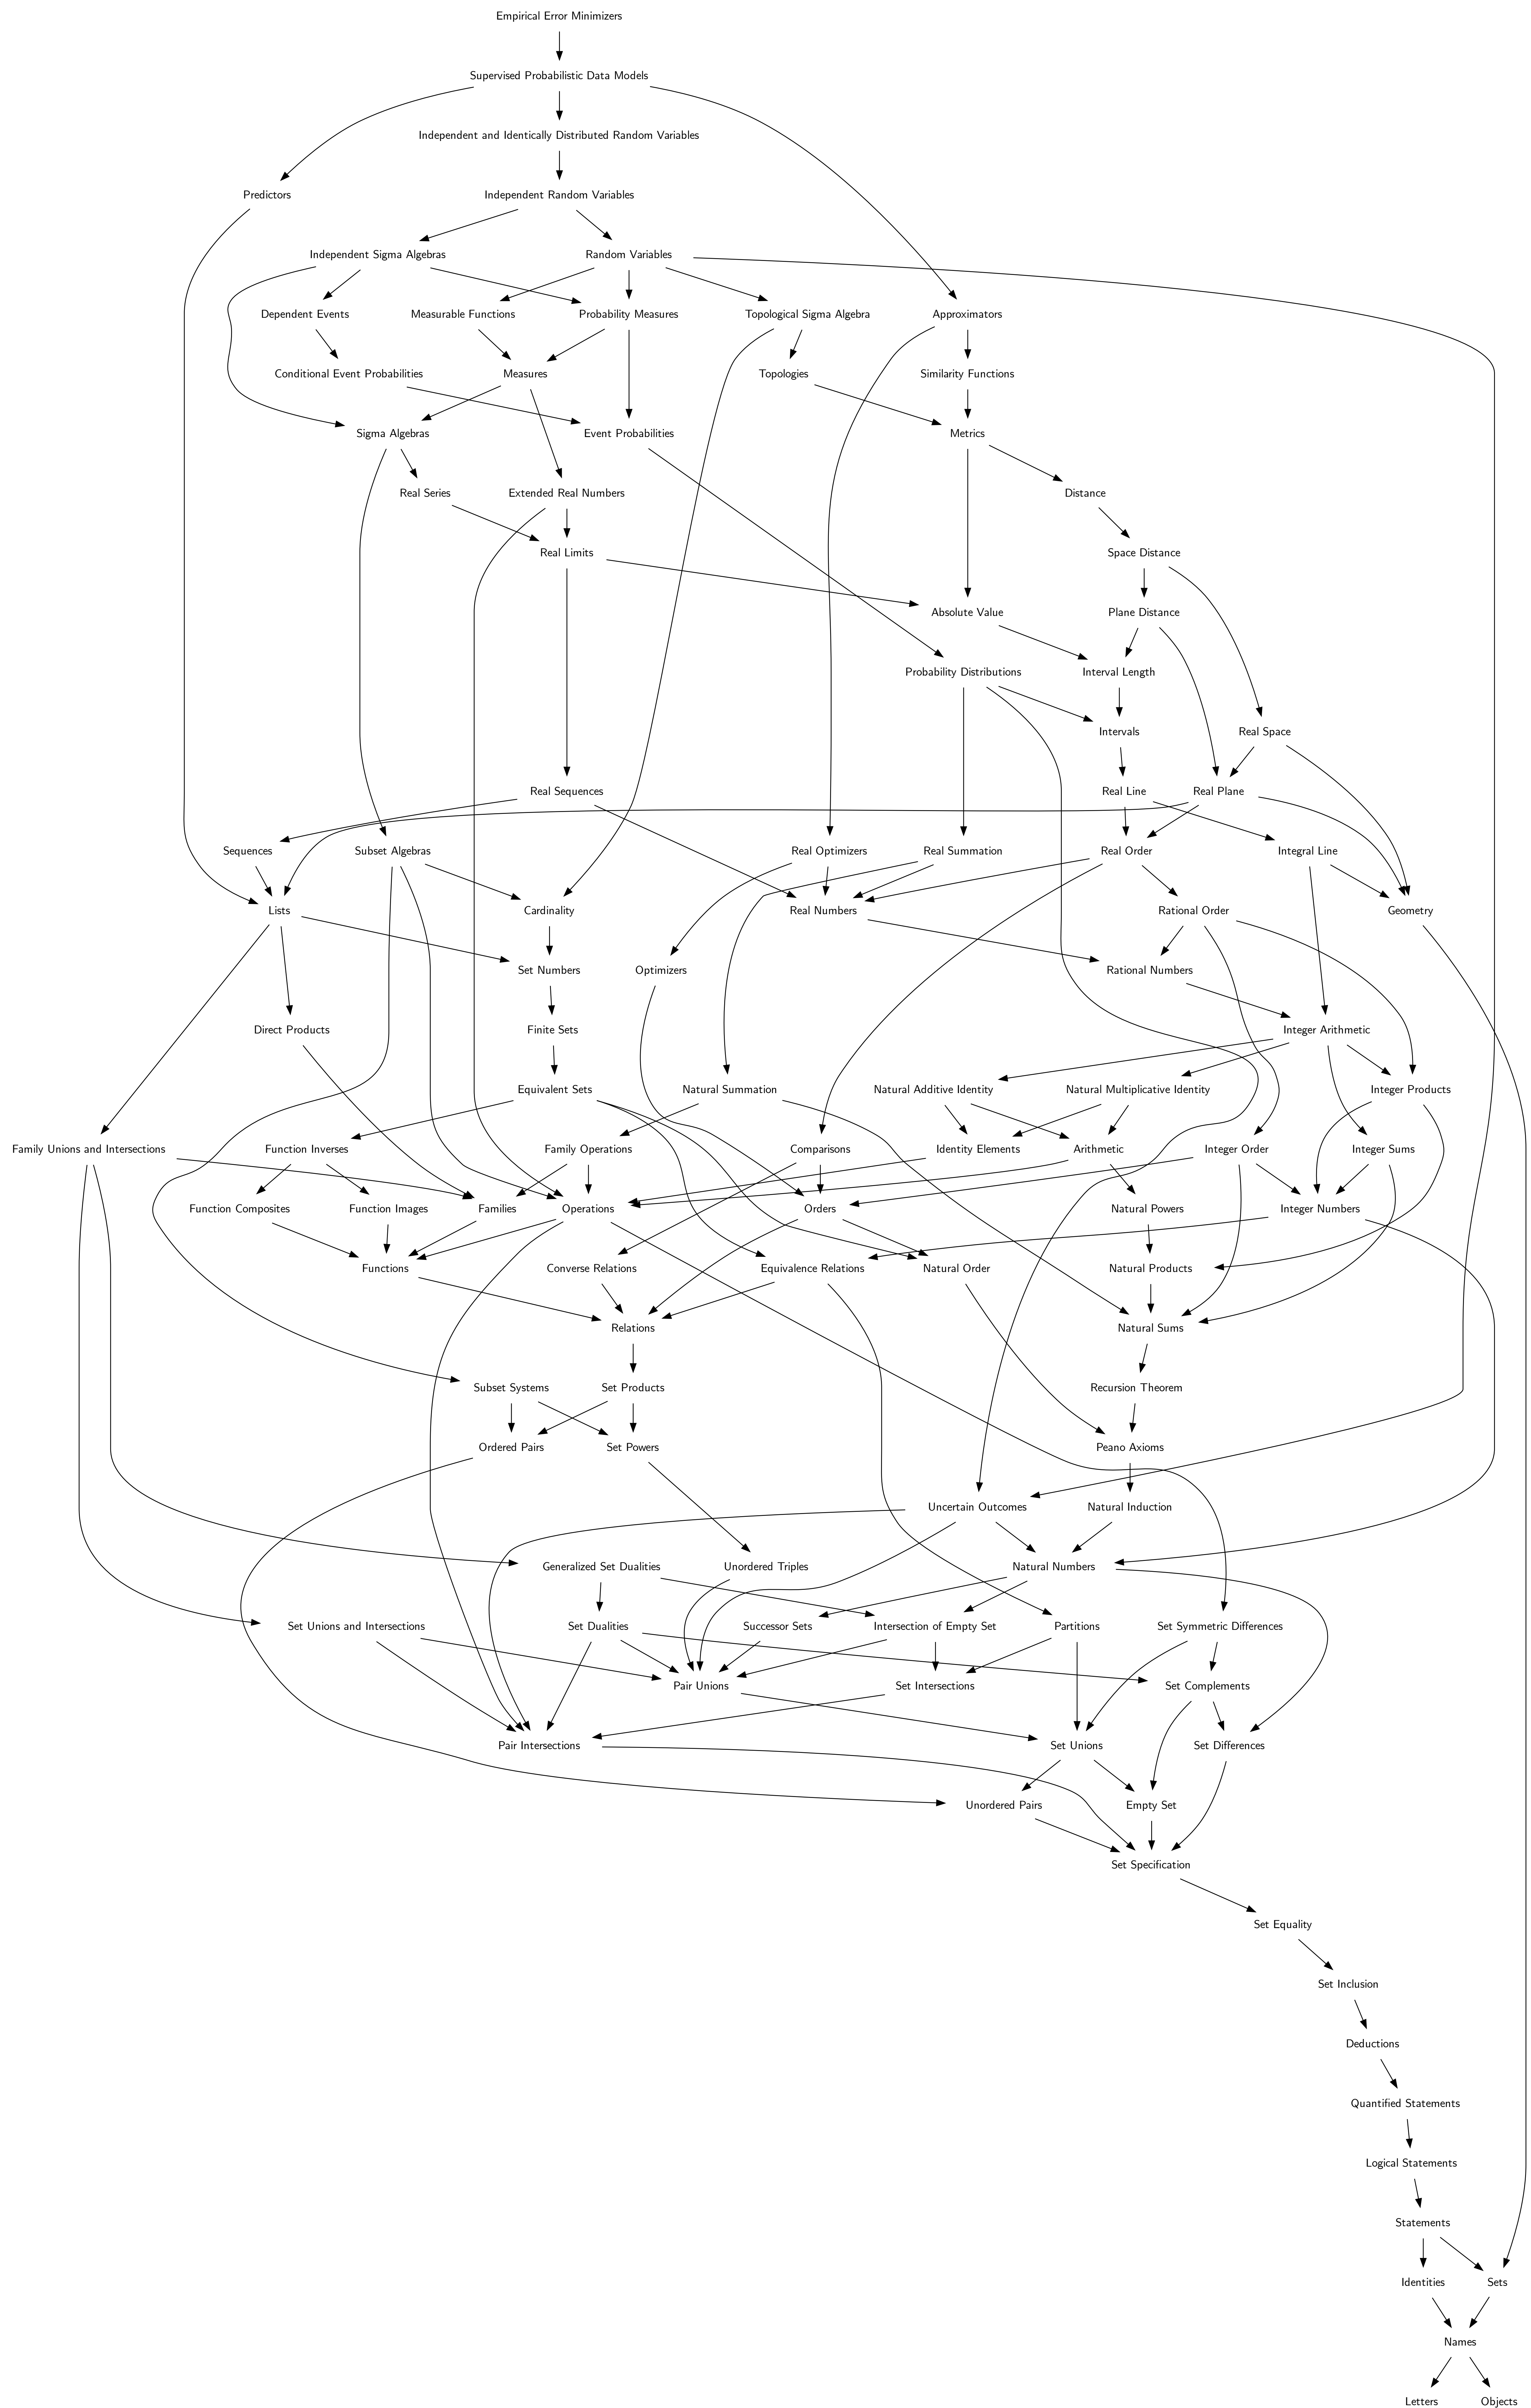 Empirical Error Minimizers
Supervised Probabilistic Data Models
Independent and Identically Distributed Random Variables
Predictors
Independent Random Variables
Independent Sigma Algebras
Random Variables
Dependent Events
Measurable Functions
Probability Measures
Topological Sigma Algebra
Approximators
Conditional Event Probabilities
Measures
Topologies
Similarity Functions
Sigma Algebras
Event Probabilities
Metrics
Real Series
Extended Real Numbers
Distance
Real Limits
Space Distance
Absolute Value
Plane Distance
Probability Distributions
Interval Length
Intervals
Real Space
Real Sequences
Real Line
Real Plane
Sequences
Subset Algebras
Real Optimizers
Real Summation
Real Order
Integral Line
Lists
Cardinality
Real Numbers
Rational Order
Geometry
Set Numbers
Optimizers
Rational Numbers
Direct Products
Finite Sets
Integer Arithmetic
Equivalent Sets
Natural Summation
Natural Additive Identity
Natural Multiplicative Identity
Integer Products
Family Unions and Intersections
Function Inverses
Family Operations
Comparisons
Identity Elements
Arithmetic
Integer Order
Integer Sums
Function Composites
Function Images
Families
Operations
Orders
Natural Powers
Integer Numbers
Functions
Converse Relations
Equivalence Relations
Natural Order
Natural Products
Relations
Natural Sums
Subset Systems
Set Products
Recursion Theorem
Ordered Pairs
Set Powers
Peano Axioms
Uncertain Outcomes
Natural Induction
Generalized Set Dualities
Unordered Triples
Natural Numbers
Set Unions and Intersections
Set Dualities
Successor Sets
Intersection of Empty Set
Partitions
Set Symmetric Differences
Pair Unions
Set Intersections
Set Complements
Pair Intersections
Set Unions
Set Differences
Unordered Pairs
Empty Set
Set Specification
Set Equality
Set Inclusion
Deductions
Quantified Statements
Logical Statements
Statements
Identities
Sets
Names
Letters
Objects